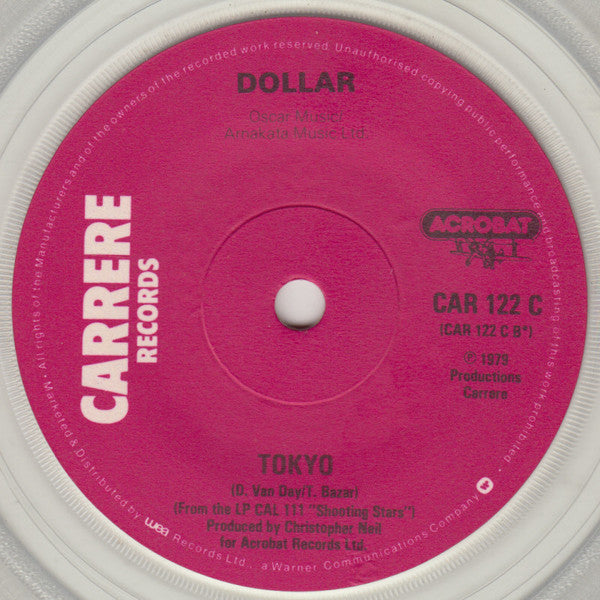 DOLLAR
Oscar Music/
Arnakata Music Ltd.
CARRERE
RECORDS
ACROBAT
CAR 122 C
(CAR 122 C B*)
℗ 1979
Productions
Carrere
TOKYO
(D. Van Day/T. Bazar)
(From the LP CAL 111 "Shooting Stars")
Produced by Christopher Neil
for Acrobat Records Ltd.
· All rights of the Manufacturers and of the owners of the recorded work reserved. Unauthorised copying public performance and broadcasting of this work prohibited ·
· Marketed & Distributed by wea Records Ltd. . . . a Warner Communications Company